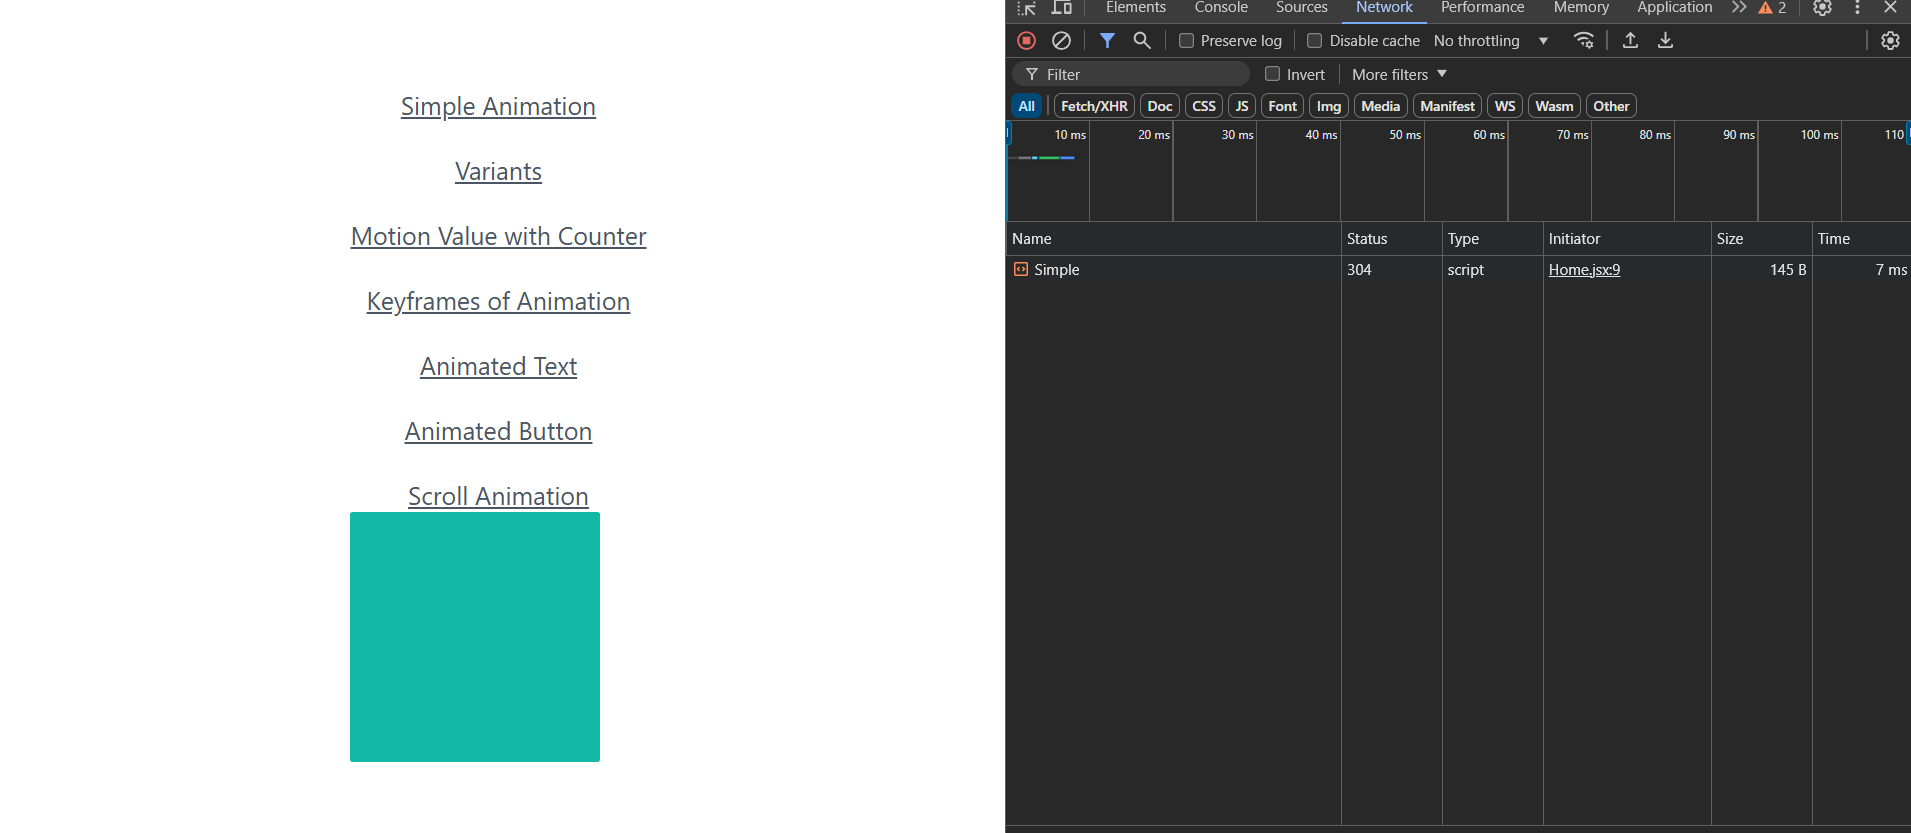 Simple Animation
Variants
Motion Value with Counter
Keyframes of Animation
Animated Text
Animated Button
Scroll Animation
Elements Console Sources Network Performance Memory Application 2
Preserve log Disable cache No throttling
Filter Invert More filters
All Fetch/XHR Doc CSS JS Font Img Media Manifest WS Wasm Other
10 ms 20 ms 30 ms 40 ms 50 ms 60 ms 70 ms 80 ms 90 ms 100 ms 110
Name Status Type Initiator Size Time
Simple 304 script Home.jsx:9 145 B 7 ms